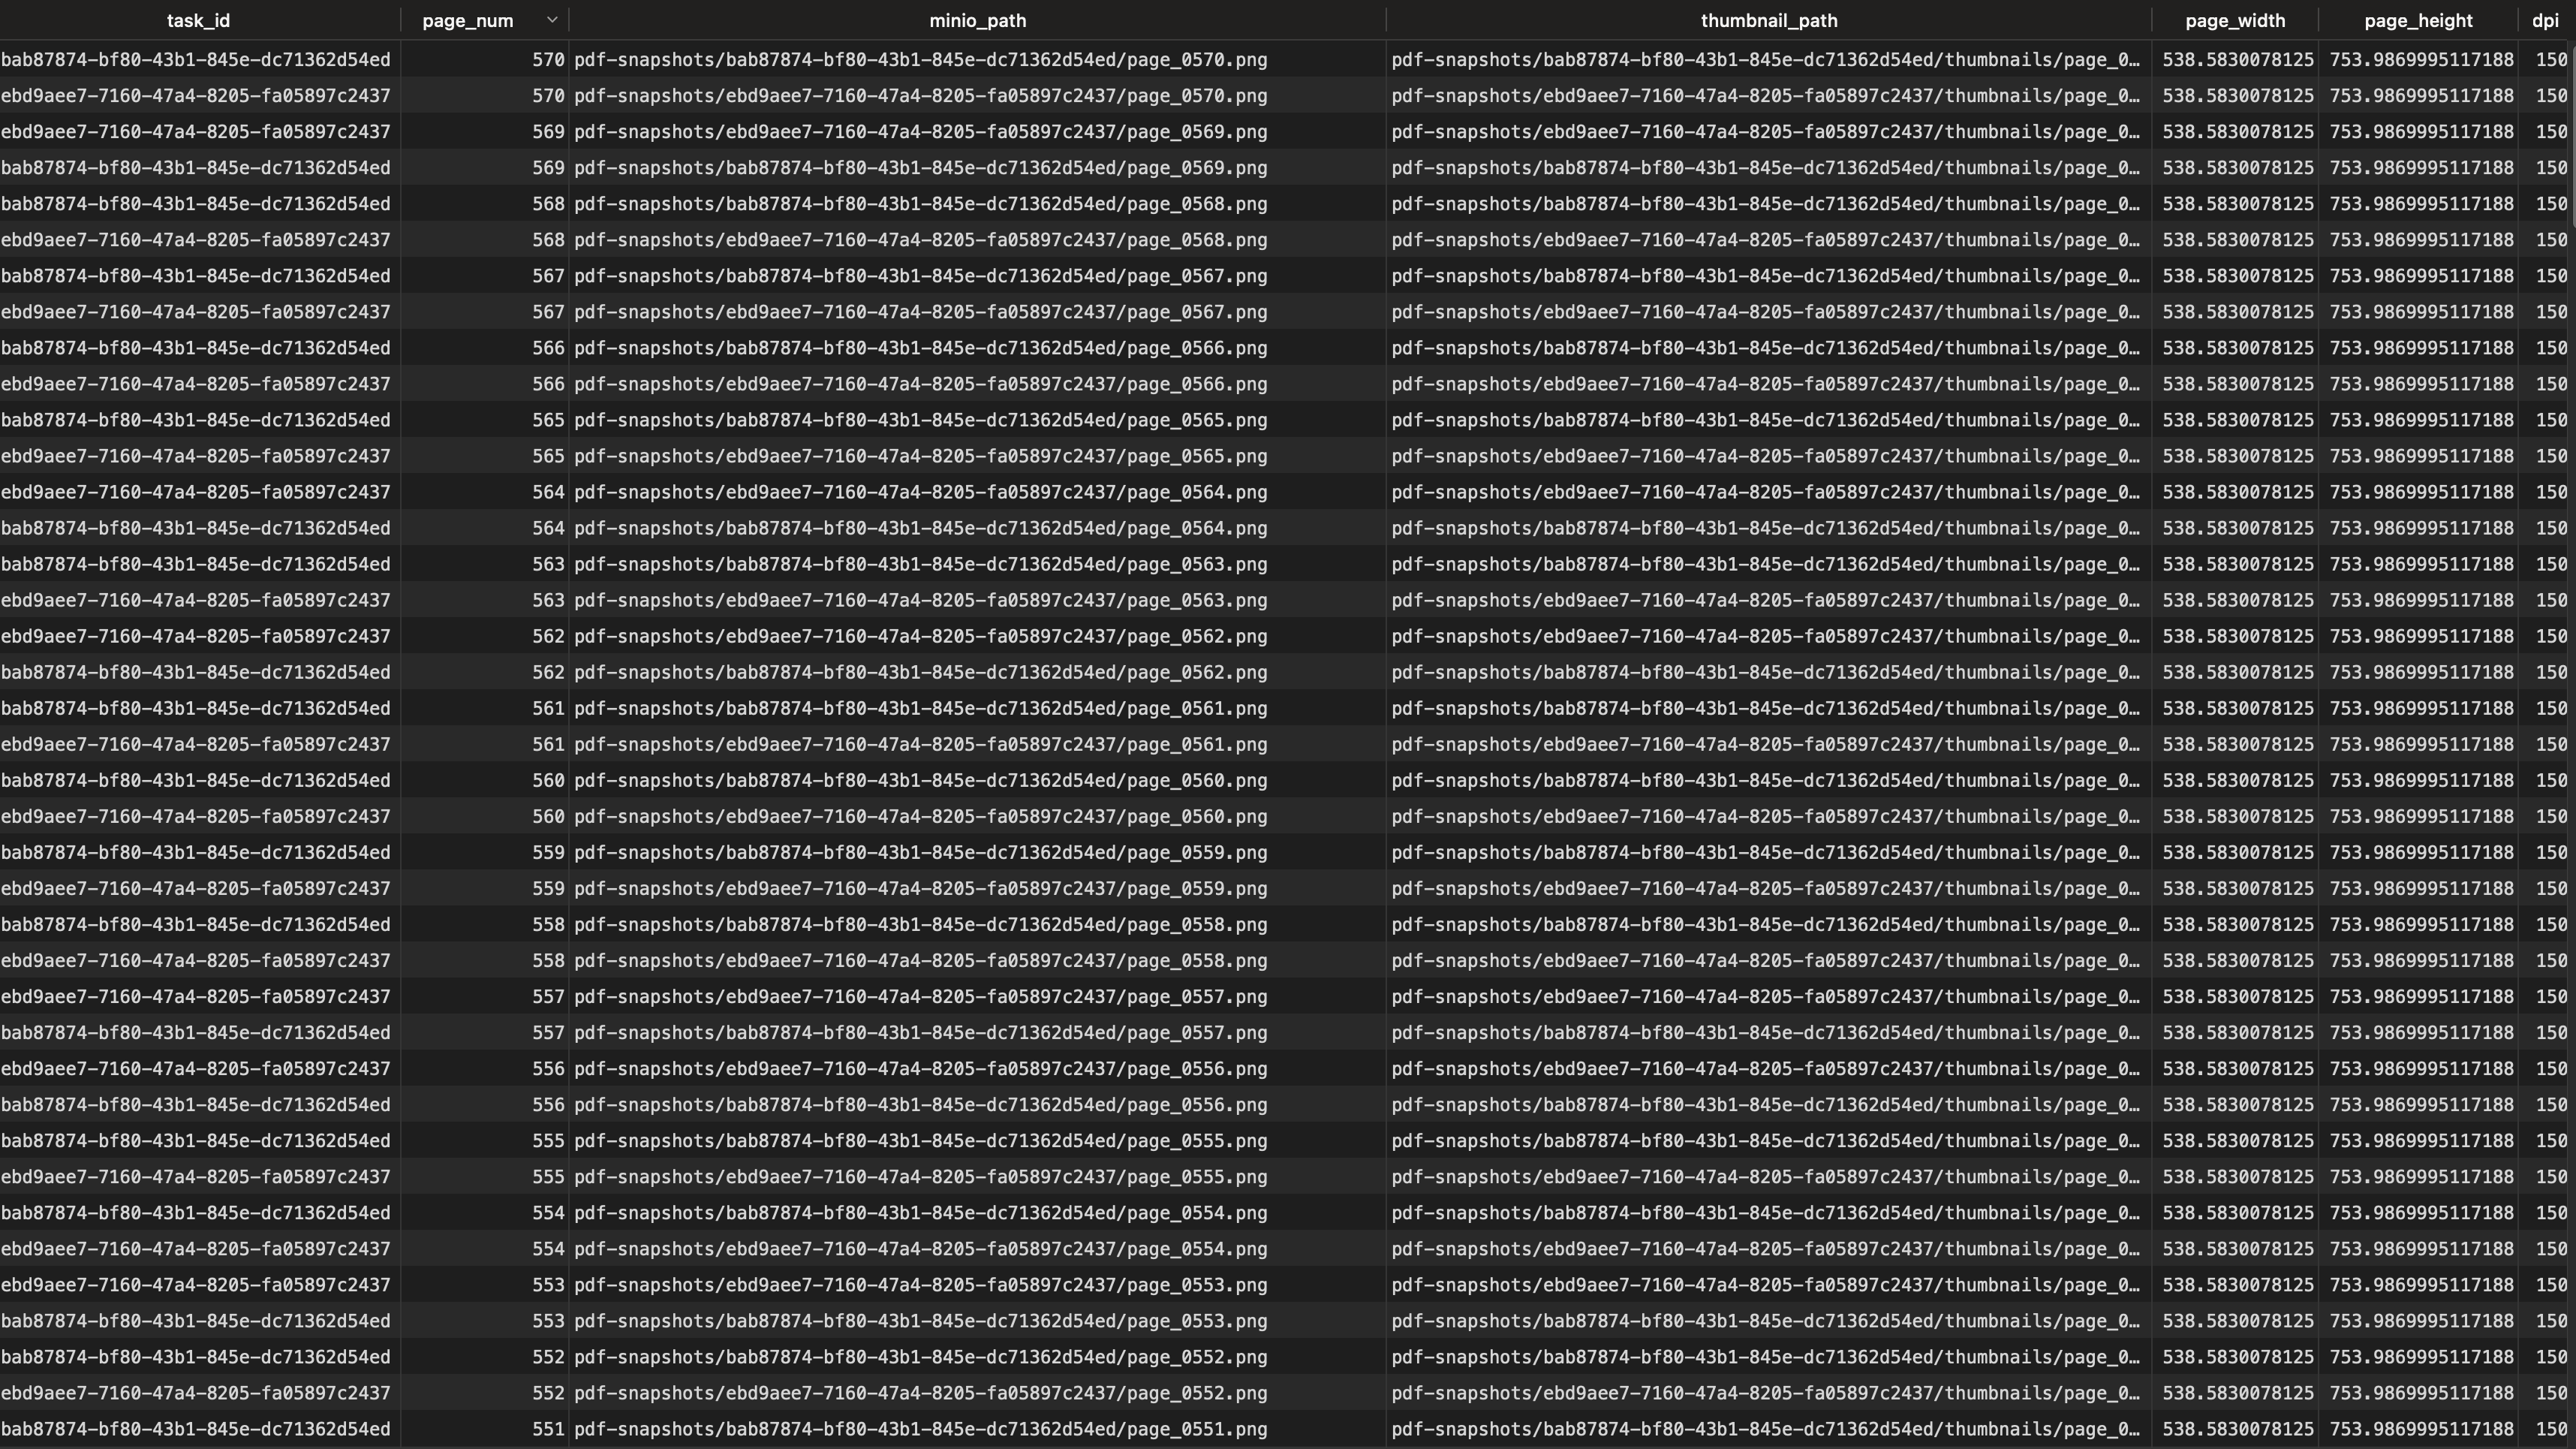 task_id page_num minio_path thumbnail_path page_width page_height dpi
bab87874-bf80-43b1-845e-dc71362d54ed 570 pdf-snapshots/bab87874-bf80-43b1-845e-dc71362d54ed/page_0570.png pdf-snapshots/bab87874-bf80-43b1-845e-dc71362d54ed/thumbnails/page_0… 538.5830078125 753.9869995117188 150
ebd9aee7-7160-47a4-8205-fa05897c2437 570 pdf-snapshots/ebd9aee7-7160-47a4-8205-fa05897c2437/page_0570.png pdf-snapshots/ebd9aee7-7160-47a4-8205-fa05897c2437/thumbnails/page_0… 538.5830078125 753.9869995117188 150
ebd9aee7-7160-47a4-8205-fa05897c2437 569 pdf-snapshots/ebd9aee7-7160-47a4-8205-fa05897c2437/page_0569.png pdf-snapshots/ebd9aee7-7160-47a4-8205-fa05897c2437/thumbnails/page_0… 538.5830078125 753.9869995117188 150
bab87874-bf80-43b1-845e-dc71362d54ed 569 pdf-snapshots/bab87874-bf80-43b1-845e-dc71362d54ed/page_0569.png pdf-snapshots/bab87874-bf80-43b1-845e-dc71362d54ed/thumbnails/page_0… 538.5830078125 753.9869995117188 150
bab87874-bf80-43b1-845e-dc71362d54ed 568 pdf-snapshots/bab87874-bf80-43b1-845e-dc71362d54ed/page_0568.png pdf-snapshots/bab87874-bf80-43b1-845e-dc71362d54ed/thumbnails/page_0… 538.5830078125 753.9869995117188 150
ebd9aee7-7160-47a4-8205-fa05897c2437 568 pdf-snapshots/ebd9aee7-7160-47a4-8205-fa05897c2437/page_0568.png pdf-snapshots/ebd9aee7-7160-47a4-8205-fa05897c2437/thumbnails/page_0… 538.5830078125 753.9869995117188 150
bab87874-bf80-43b1-845e-dc71362d54ed 567 pdf-snapshots/bab87874-bf80-43b1-845e-dc71362d54ed/page_0567.png pdf-snapshots/bab87874-bf80-43b1-845e-dc71362d54ed/thumbnails/page_0… 538.5830078125 753.9869995117188 150
ebd9aee7-7160-47a4-8205-fa05897c2437 567 pdf-snapshots/ebd9aee7-7160-47a4-8205-fa05897c2437/page_0567.png pdf-snapshots/ebd9aee7-7160-47a4-8205-fa05897c2437/thumbnails/page_0… 538.5830078125 753.9869995117188 150
bab87874-bf80-43b1-845e-dc71362d54ed 566 pdf-snapshots/bab87874-bf80-43b1-845e-dc71362d54ed/page_0566.png pdf-snapshots/bab87874-bf80-43b1-845e-dc71362d54ed/thumbnails/page_0… 538.5830078125 753.9869995117188 150
ebd9aee7-7160-47a4-8205-fa05897c2437 566 pdf-snapshots/ebd9aee7-7160-47a4-8205-fa05897c2437/page_0566.png pdf-snapshots/ebd9aee7-7160-47a4-8205-fa05897c2437/thumbnails/page_0… 538.5830078125 753.9869995117188 150
bab87874-bf80-43b1-845e-dc71362d54ed 565 pdf-snapshots/bab87874-bf80-43b1-845e-dc71362d54ed/page_0565.png pdf-snapshots/bab87874-bf80-43b1-845e-dc71362d54ed/thumbnails/page_0… 538.5830078125 753.9869995117188 150
ebd9aee7-7160-47a4-8205-fa05897c2437 565 pdf-snapshots/ebd9aee7-7160-47a4-8205-fa05897c2437/page_0565.png pdf-snapshots/ebd9aee7-7160-47a4-8205-fa05897c2437/thumbnails/page_0… 538.5830078125 753.9869995117188 150
ebd9aee7-7160-47a4-8205-fa05897c2437 564 pdf-snapshots/ebd9aee7-7160-47a4-8205-fa05897c2437/page_0564.png pdf-snapshots/ebd9aee7-7160-47a4-8205-fa05897c2437/thumbnails/page_0… 538.5830078125 753.9869995117188 150
bab87874-bf80-43b1-845e-dc71362d54ed 564 pdf-snapshots/bab87874-bf80-43b1-845e-dc71362d54ed/page_0564.png pdf-snapshots/bab87874-bf80-43b1-845e-dc71362d54ed/thumbnails/page_0… 538.5830078125 753.9869995117188 150
bab87874-bf80-43b1-845e-dc71362d54ed 563 pdf-snapshots/bab87874-bf80-43b1-845e-dc71362d54ed/page_0563.png pdf-snapshots/bab87874-bf80-43b1-845e-dc71362d54ed/thumbnails/page_0… 538.5830078125 753.9869995117188 150
ebd9aee7-7160-47a4-8205-fa05897c2437 563 pdf-snapshots/ebd9aee7-7160-47a4-8205-fa05897c2437/page_0563.png pdf-snapshots/ebd9aee7-7160-47a4-8205-fa05897c2437/thumbnails/page_0… 538.5830078125 753.9869995117188 150
ebd9aee7-7160-47a4-8205-fa05897c2437 562 pdf-snapshots/ebd9aee7-7160-47a4-8205-fa05897c2437/page_0562.png pdf-snapshots/ebd9aee7-7160-47a4-8205-fa05897c2437/thumbnails/page_0… 538.5830078125 753.9869995117188 150
bab87874-bf80-43b1-845e-dc71362d54ed 562 pdf-snapshots/bab87874-bf80-43b1-845e-dc71362d54ed/page_0562.png pdf-snapshots/bab87874-bf80-43b1-845e-dc71362d54ed/thumbnails/page_0… 538.5830078125 753.9869995117188 150
bab87874-bf80-43b1-845e-dc71362d54ed 561 pdf-snapshots/bab87874-bf80-43b1-845e-dc71362d54ed/page_0561.png pdf-snapshots/bab87874-bf80-43b1-845e-dc71362d54ed/thumbnails/page_0… 538.5830078125 753.9869995117188 150
ebd9aee7-7160-47a4-8205-fa05897c2437 561 pdf-snapshots/ebd9aee7-7160-47a4-8205-fa05897c2437/page_0561.png pdf-snapshots/ebd9aee7-7160-47a4-8205-fa05897c2437/thumbnails/page_0… 538.5830078125 753.9869995117188 150
bab87874-bf80-43b1-845e-dc71362d54ed 560 pdf-snapshots/bab87874-bf80-43b1-845e-dc71362d54ed/page_0560.png pdf-snapshots/bab87874-bf80-43b1-845e-dc71362d54ed/thumbnails/page_0… 538.5830078125 753.9869995117188 150
ebd9aee7-7160-47a4-8205-fa05897c2437 560 pdf-snapshots/ebd9aee7-7160-47a4-8205-fa05897c2437/page_0560.png pdf-snapshots/ebd9aee7-7160-47a4-8205-fa05897c2437/thumbnails/page_0… 538.5830078125 753.9869995117188 150
bab87874-bf80-43b1-845e-dc71362d54ed 559 pdf-snapshots/bab87874-bf80-43b1-845e-dc71362d54ed/page_0559.png pdf-snapshots/bab87874-bf80-43b1-845e-dc71362d54ed/thumbnails/page_0… 538.5830078125 753.9869995117188 150
ebd9aee7-7160-47a4-8205-fa05897c2437 559 pdf-snapshots/ebd9aee7-7160-47a4-8205-fa05897c2437/page_0559.png pdf-snapshots/ebd9aee7-7160-47a4-8205-fa05897c2437/thumbnails/page_0… 538.5830078125 753.9869995117188 150
bab87874-bf80-43b1-845e-dc71362d54ed 558 pdf-snapshots/bab87874-bf80-43b1-845e-dc71362d54ed/page_0558.png pdf-snapshots/bab87874-bf80-43b1-845e-dc71362d54ed/thumbnails/page_0… 538.5830078125 753.9869995117188 150
ebd9aee7-7160-47a4-8205-fa05897c2437 558 pdf-snapshots/ebd9aee7-7160-47a4-8205-fa05897c2437/page_0558.png pdf-snapshots/ebd9aee7-7160-47a4-8205-fa05897c2437/thumbnails/page_0… 538.5830078125 753.9869995117188 150
ebd9aee7-7160-47a4-8205-fa05897c2437 557 pdf-snapshots/ebd9aee7-7160-47a4-8205-fa05897c2437/page_0557.png pdf-snapshots/ebd9aee7-7160-47a4-8205-fa05897c2437/thumbnails/page_0… 538.5830078125 753.9869995117188 150
bab87874-bf80-43b1-845e-dc71362d54ed 557 pdf-snapshots/bab87874-bf80-43b1-845e-dc71362d54ed/page_0557.png pdf-snapshots/bab87874-bf80-43b1-845e-dc71362d54ed/thumbnails/page_0… 538.5830078125 753.9869995117188 150
ebd9aee7-7160-47a4-8205-fa05897c2437 556 pdf-snapshots/ebd9aee7-7160-47a4-8205-fa05897c2437/page_0556.png pdf-snapshots/ebd9aee7-7160-47a4-8205-fa05897c2437/thumbnails/page_0… 538.5830078125 753.9869995117188 150
bab87874-bf80-43b1-845e-dc71362d54ed 556 pdf-snapshots/bab87874-bf80-43b1-845e-dc71362d54ed/page_0556.png pdf-snapshots/bab87874-bf80-43b1-845e-dc71362d54ed/thumbnails/page_0… 538.5830078125 753.9869995117188 150
bab87874-bf80-43b1-845e-dc71362d54ed 555 pdf-snapshots/bab87874-bf80-43b1-845e-dc71362d54ed/page_0555.png pdf-snapshots/bab87874-bf80-43b1-845e-dc71362d54ed/thumbnails/page_0… 538.5830078125 753.9869995117188 150
ebd9aee7-7160-47a4-8205-fa05897c2437 555 pdf-snapshots/ebd9aee7-7160-47a4-8205-fa05897c2437/page_0555.png pdf-snapshots/ebd9aee7-7160-47a4-8205-fa05897c2437/thumbnails/page_0… 538.5830078125 753.9869995117188 150
bab87874-bf80-43b1-845e-dc71362d54ed 554 pdf-snapshots/bab87874-bf80-43b1-845e-dc71362d54ed/page_0554.png pdf-snapshots/bab87874-bf80-43b1-845e-dc71362d54ed/thumbnails/page_0… 538.5830078125 753.9869995117188 150
ebd9aee7-7160-47a4-8205-fa05897c2437 554 pdf-snapshots/ebd9aee7-7160-47a4-8205-fa05897c2437/page_0554.png pdf-snapshots/ebd9aee7-7160-47a4-8205-fa05897c2437/thumbnails/page_0… 538.5830078125 753.9869995117188 150
ebd9aee7-7160-47a4-8205-fa05897c2437 553 pdf-snapshots/ebd9aee7-7160-47a4-8205-fa05897c2437/page_0553.png pdf-snapshots/ebd9aee7-7160-47a4-8205-fa05897c2437/thumbnails/page_0… 538.5830078125 753.9869995117188 150
bab87874-bf80-43b1-845e-dc71362d54ed 553 pdf-snapshots/bab87874-bf80-43b1-845e-dc71362d54ed/page_0553.png pdf-snapshots/bab87874-bf80-43b1-845e-dc71362d54ed/thumbnails/page_0… 538.5830078125 753.9869995117188 150
bab87874-bf80-43b1-845e-dc71362d54ed 552 pdf-snapshots/bab87874-bf80-43b1-845e-dc71362d54ed/page_0552.png pdf-snapshots/bab87874-bf80-43b1-845e-dc71362d54ed/thumbnails/page_0… 538.5830078125 753.9869995117188 150
ebd9aee7-7160-47a4-8205-fa05897c2437 552 pdf-snapshots/ebd9aee7-7160-47a4-8205-fa05897c2437/page_0552.png pdf-snapshots/ebd9aee7-7160-47a4-8205-fa05897c2437/thumbnails/page_0… 538.5830078125 753.9869995117188 150
bab87874-bf80-43b1-845e-dc71362d54ed 551 pdf-snapshots/bab87874-bf80-43b1-845e-dc71362d54ed/page_0551.png pdf-snapshots/bab87874-bf80-43b1-845e-dc71362d54ed/thumbnails/page_0… 538.5830078125 753.9869995117188 150